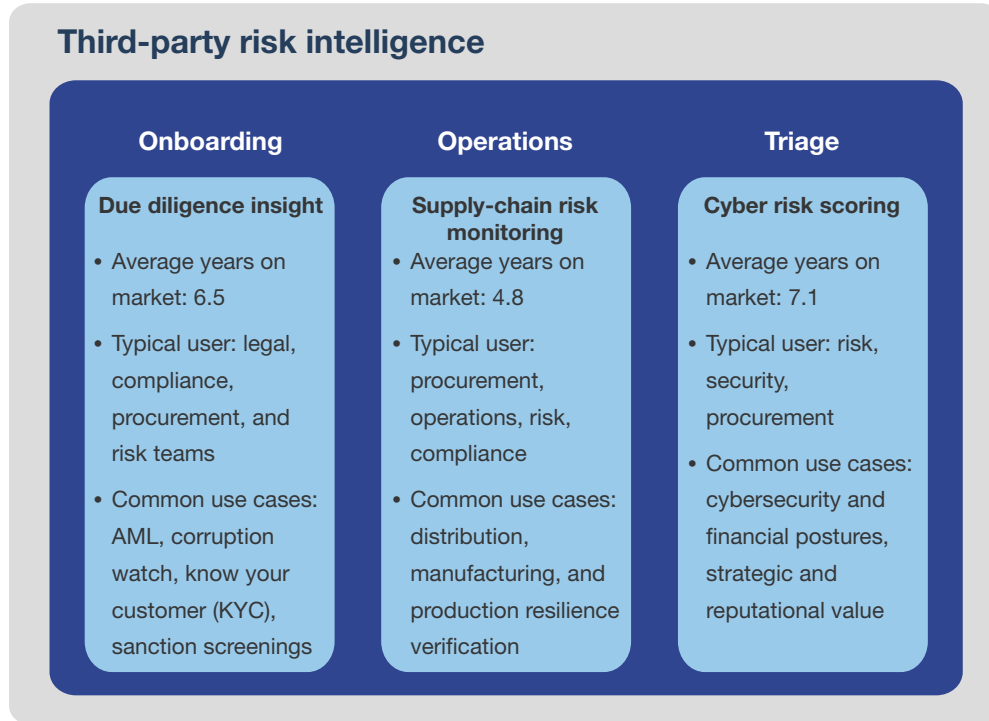 Third-party risk intelligence
Onboarding
Due diligence insight
• Average years on
market: 6.5
• Typical user: legal,
compliance,
procurement, and
risk teams
• Common use cases:
AML, corruption
watch, know your
customer (KYC),
sanction screenings
Operations
Supply-chain risk
monitoring
• Average years on
market: 4.8
• Typical user:
procurement,
operations, risk,
compliance
• Common use cases:
distribution,
manufacturing, and
production resilience
verification
Triage
Cyber risk scoring
• Average years on
market: 7.1
• Typical user: risk,
security,
procurement
• Common use cases:
cybersecurity and
financial postures,
strategic and
reputational value